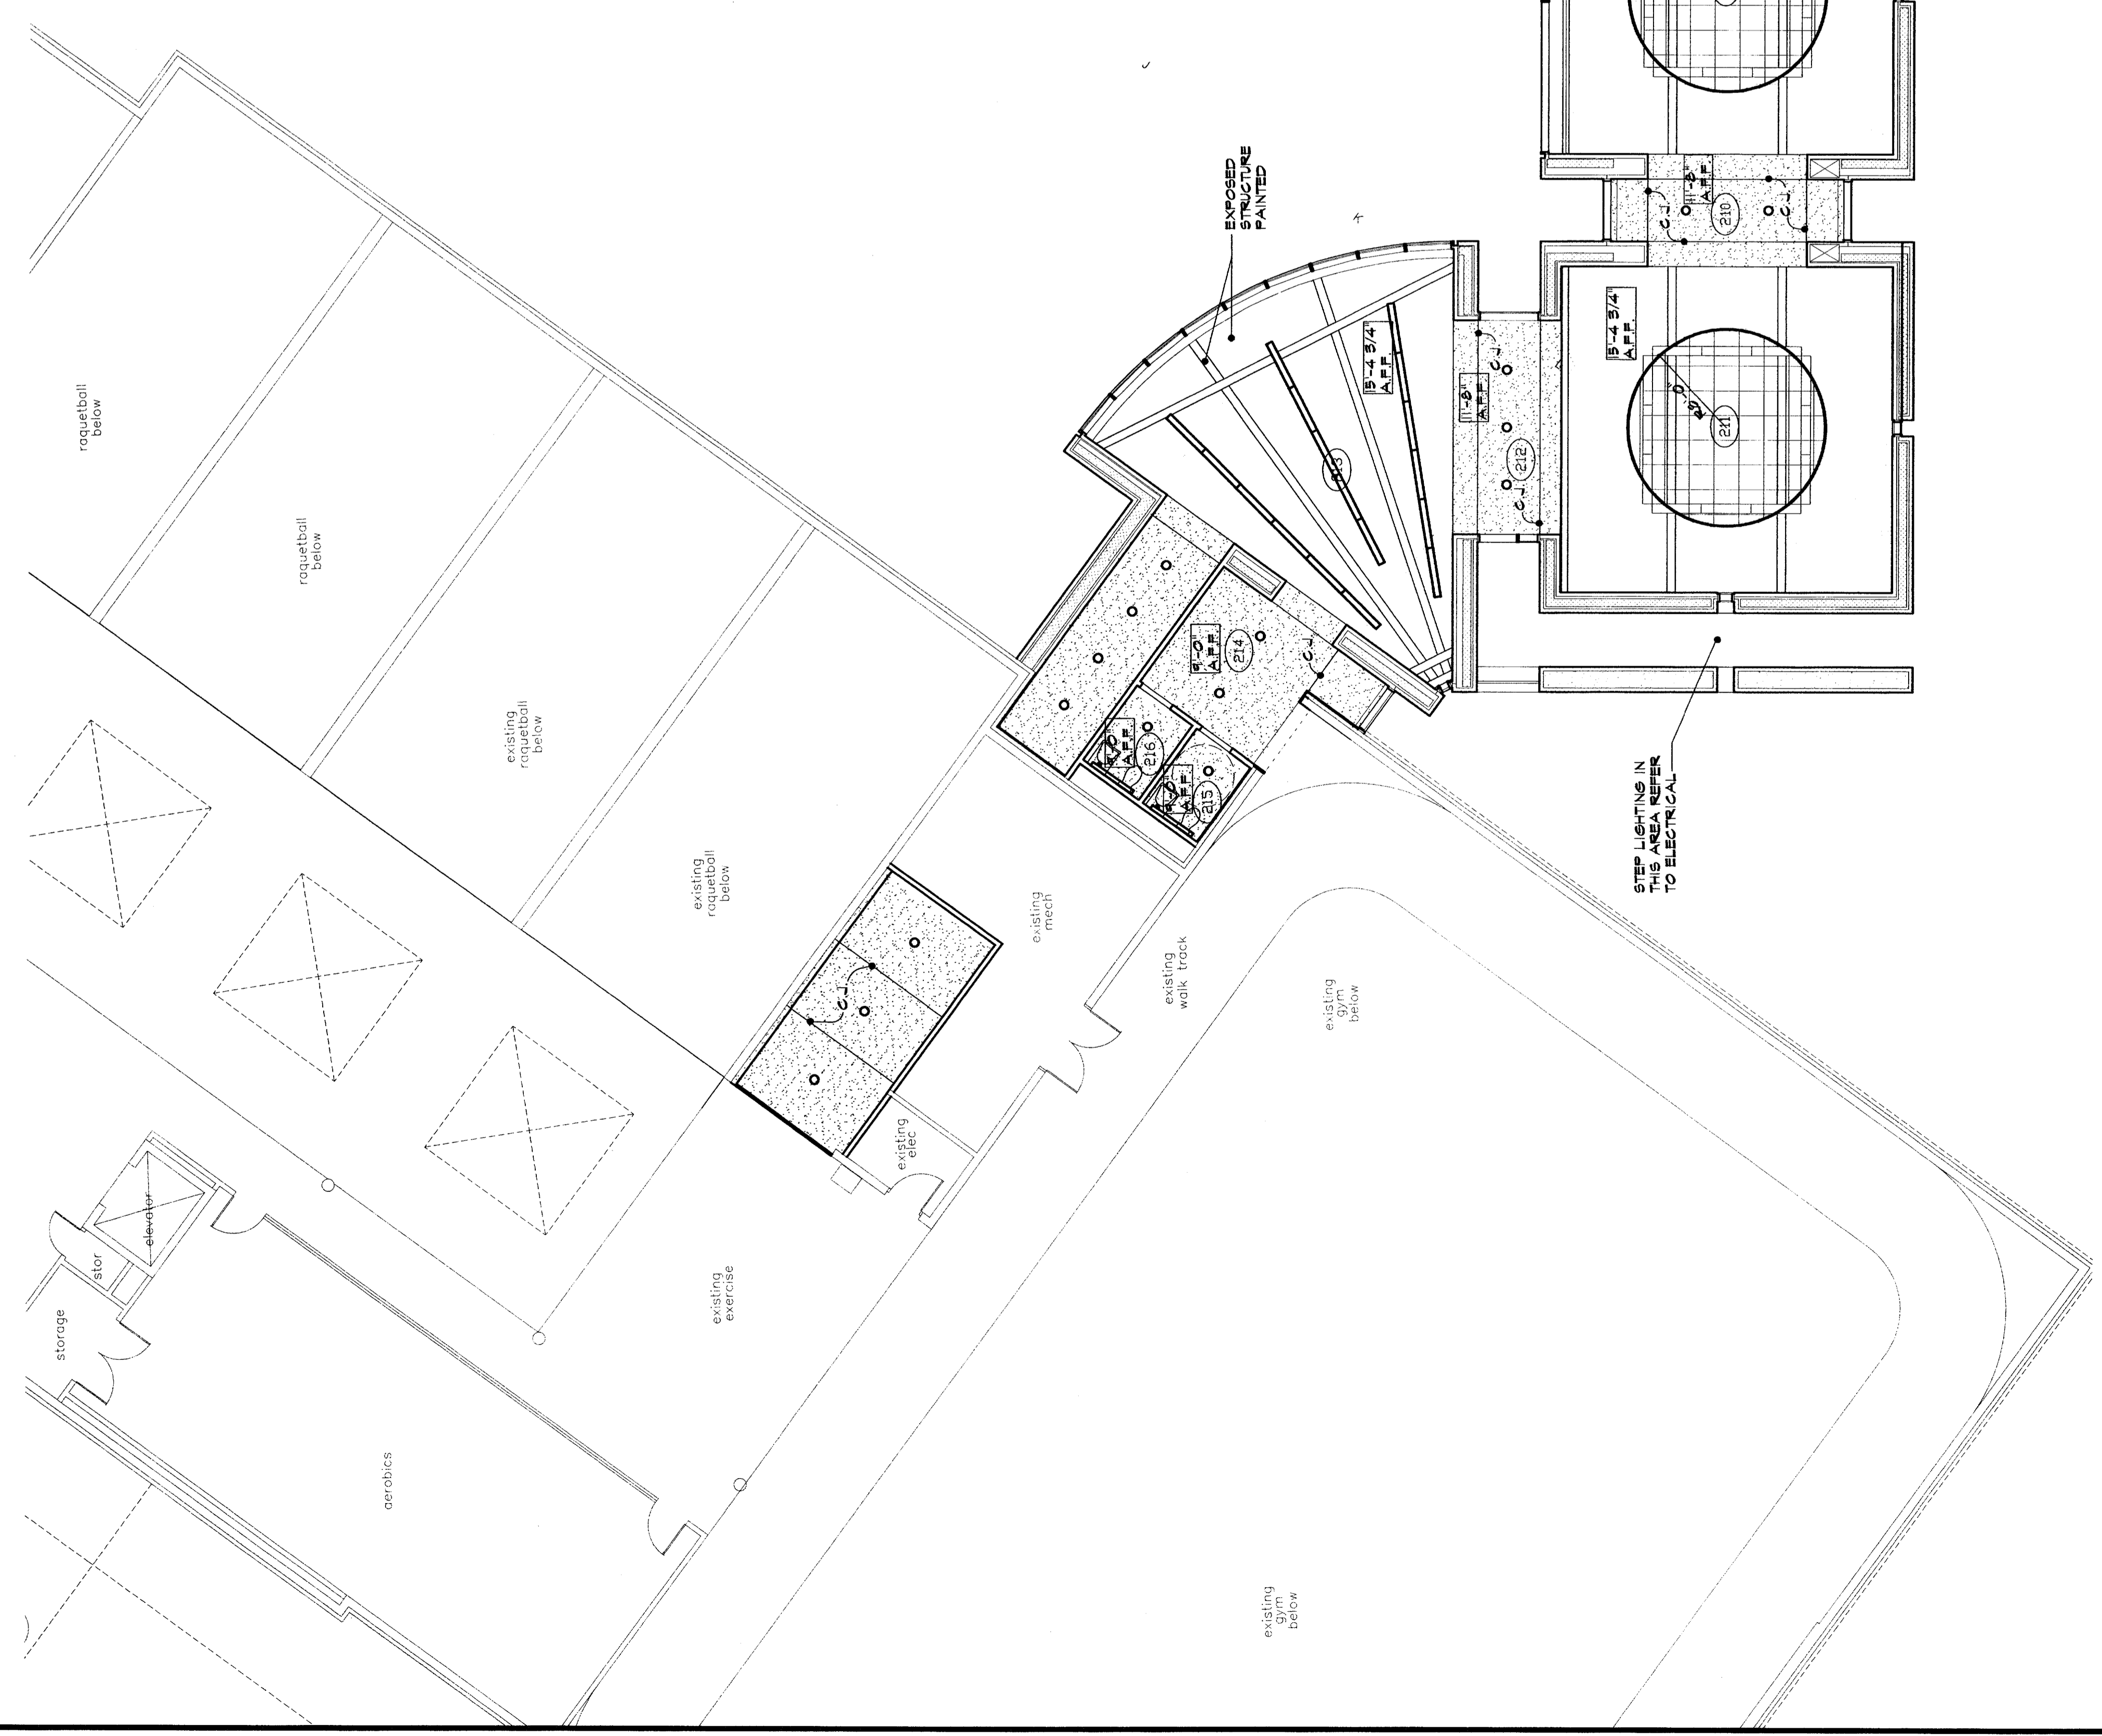 raquetball
below
raquetball
below
existing
raquetball
below
existing
raquetball
below
existing
mech
existing
walk track
existing
gym
below
existing
elec
existing
exercise
elevator
stor
storage
aerobics
existing
gym
below
EXPOSED
STRUCTURE
PAINTED
15'-4 3/4"
A.F.F.
213
11'-8"
A.F.F.
C.J.
212
C.J.
11'-8"
A.F.F.
C.J.
210
C.J.
15'-4 3/4"
A.F.F.
211
9'-0"
A.F.F.
214
C.J.
A.F.F.
216
A.F.F.
215
C.J.
STEP LIGHTING IN
THIS AREA REFER
TO ELECTRICAL